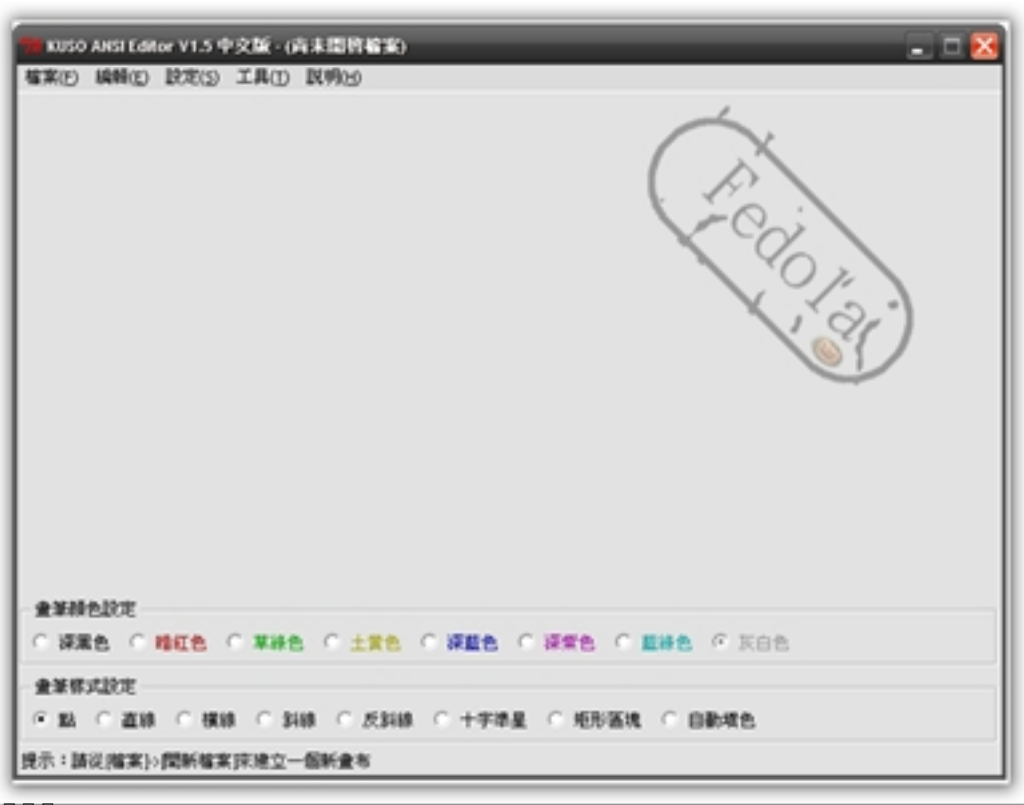 KUSO ANSI Editor V1.5 中文版 - (尚未開啓檔案)
檔案(F) 編輯(E) 設定(S) 工具(T) 說明(H)
Fedola
畫筆顏色設定
深黑色 暗紅色 草綠色 土黃色 深藍色 深紫色 藍綠色 灰白色
畫筆樣式設定
點 直線 橫線 斜線 反斜線 十字準星 矩形區塊 自動填色
提示：請從[檔案]->[開新檔案]來建立一個新畫布